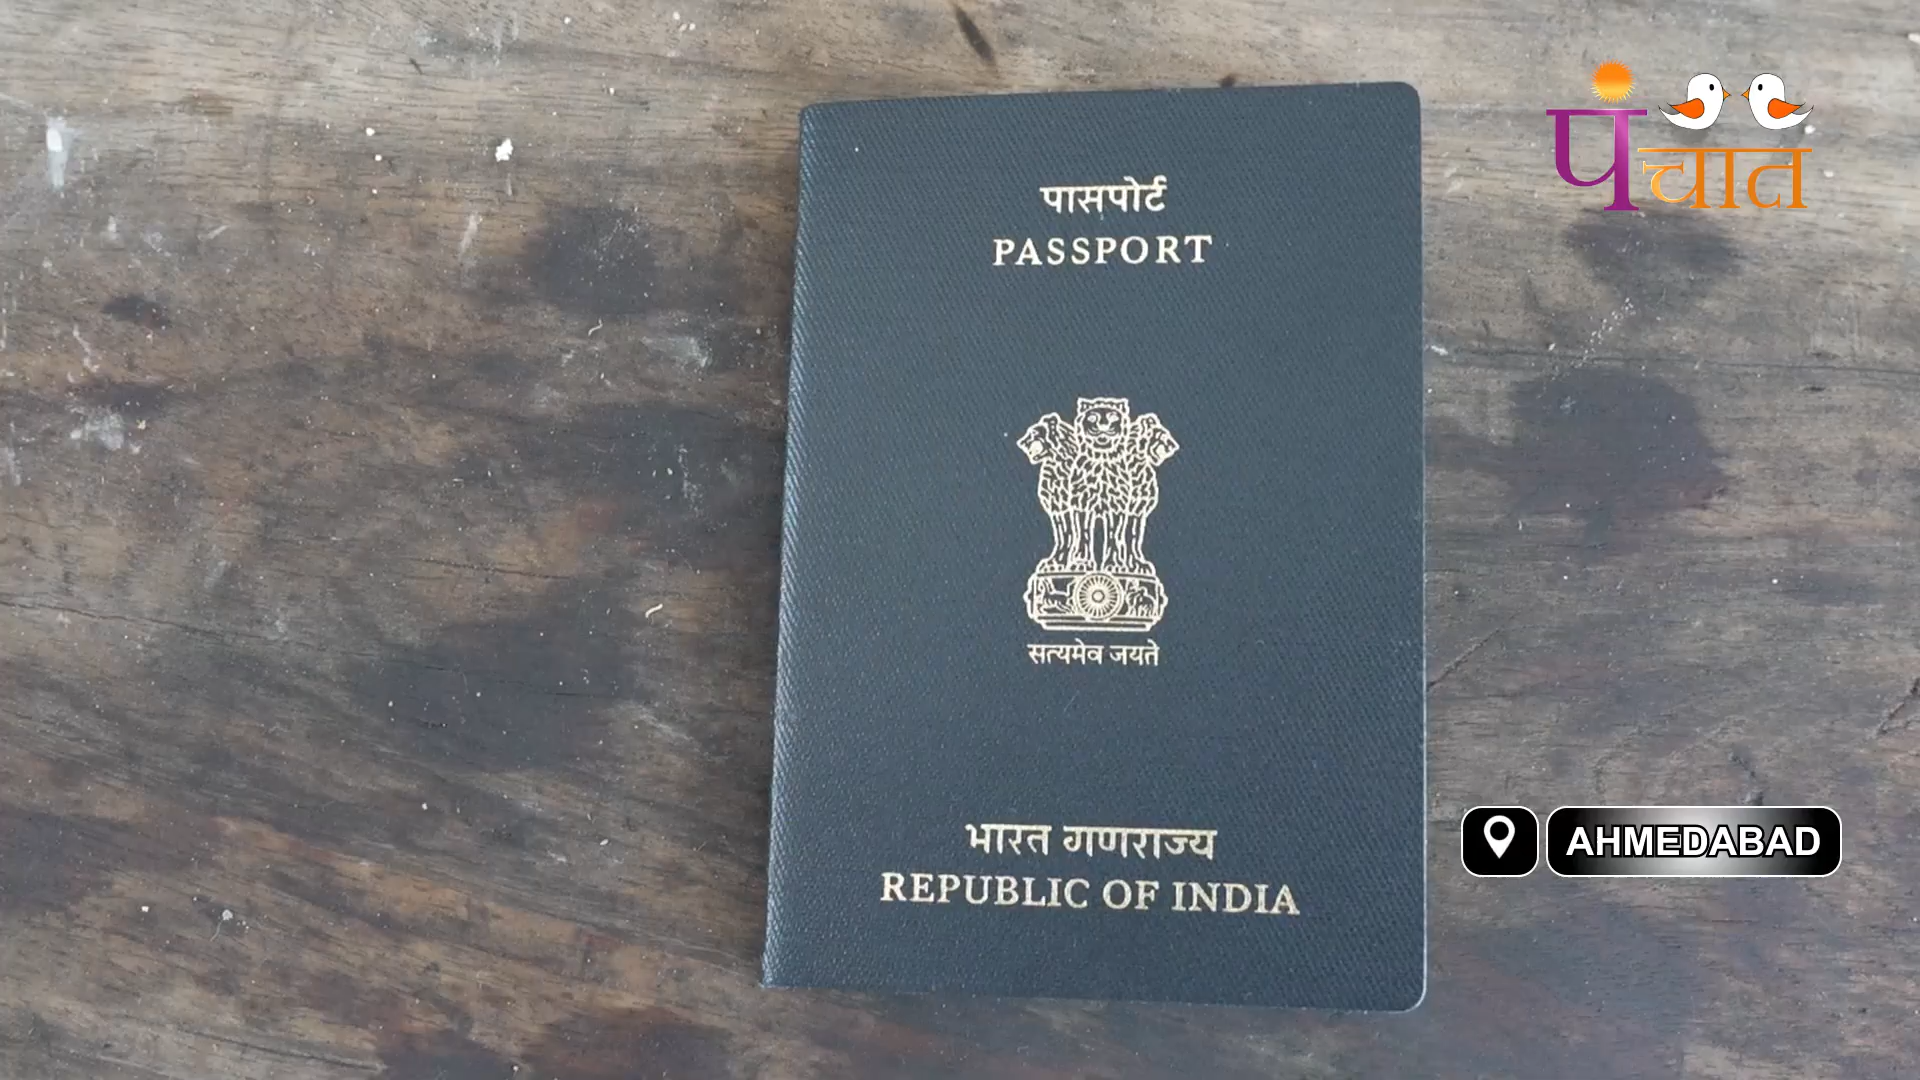 पंचात
पासपोर्ट
PASSPORT
सत्यमेव जयते
भारत गणराज्य
REPUBLIC OF INDIA
AHMEDABAD